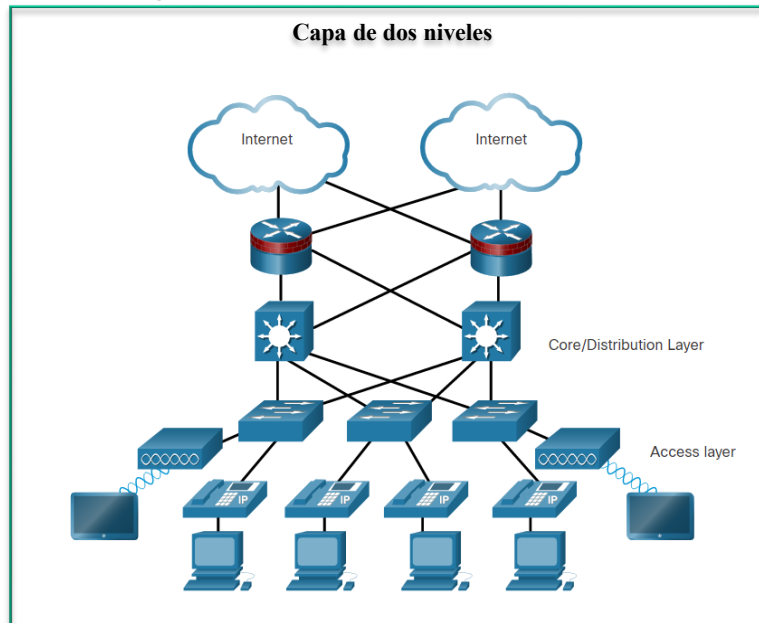 Capa de dos niveles
Internet
Internet
Core/Distribution Layer
Access layer
IP
IP
IP
IP